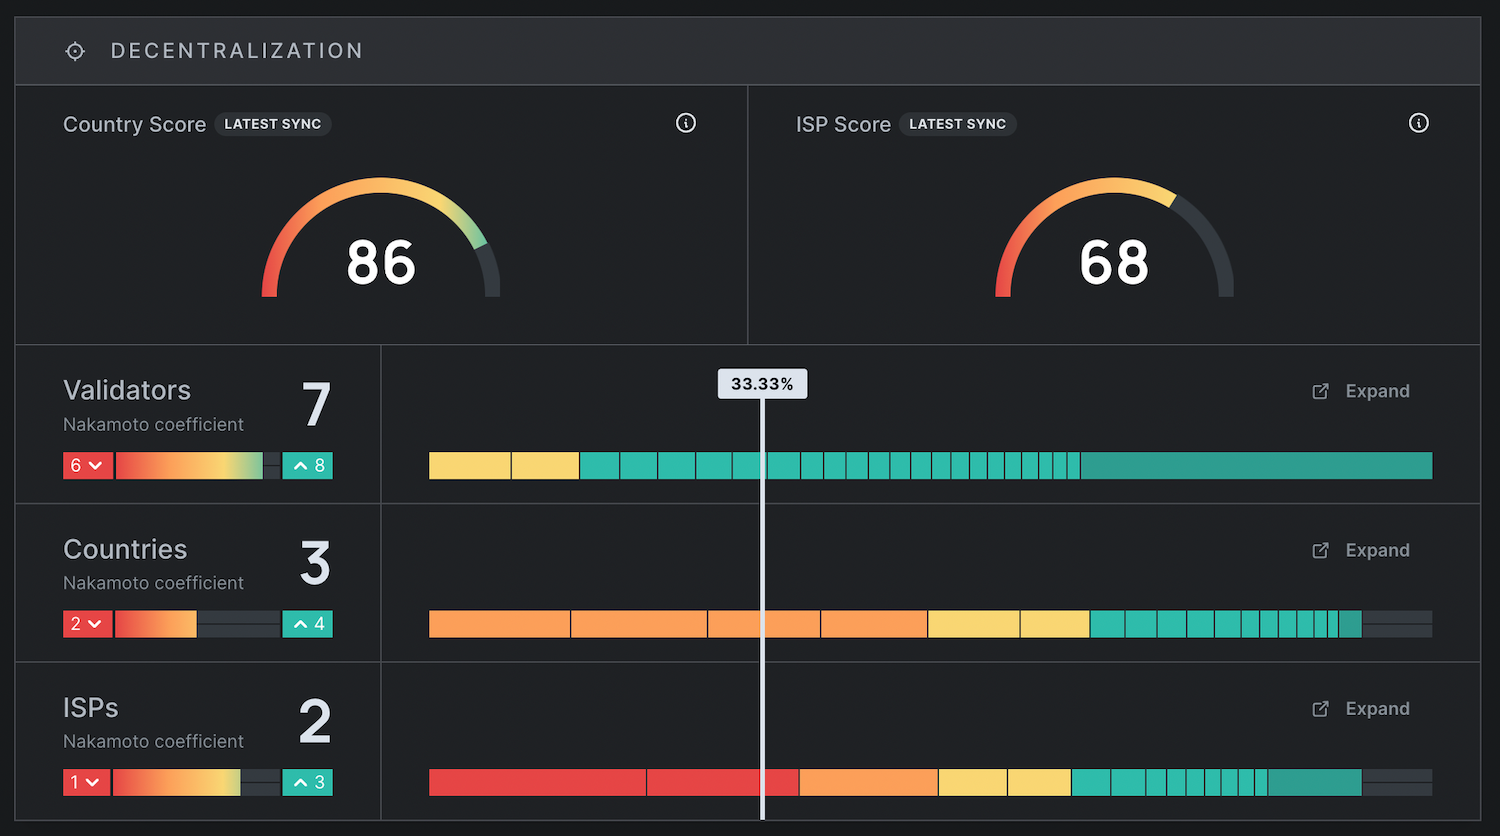 DECENTRALIZATION
Country Score LATEST SYNC
86
ISP Score LATEST SYNC
68
Validators
Nakamoto coefficient
7
6
8
33.33%
Expand
Countries
Nakamoto coefficient
3
2
4
Expand
ISPs
Nakamoto coefficient
2
1
3
Expand